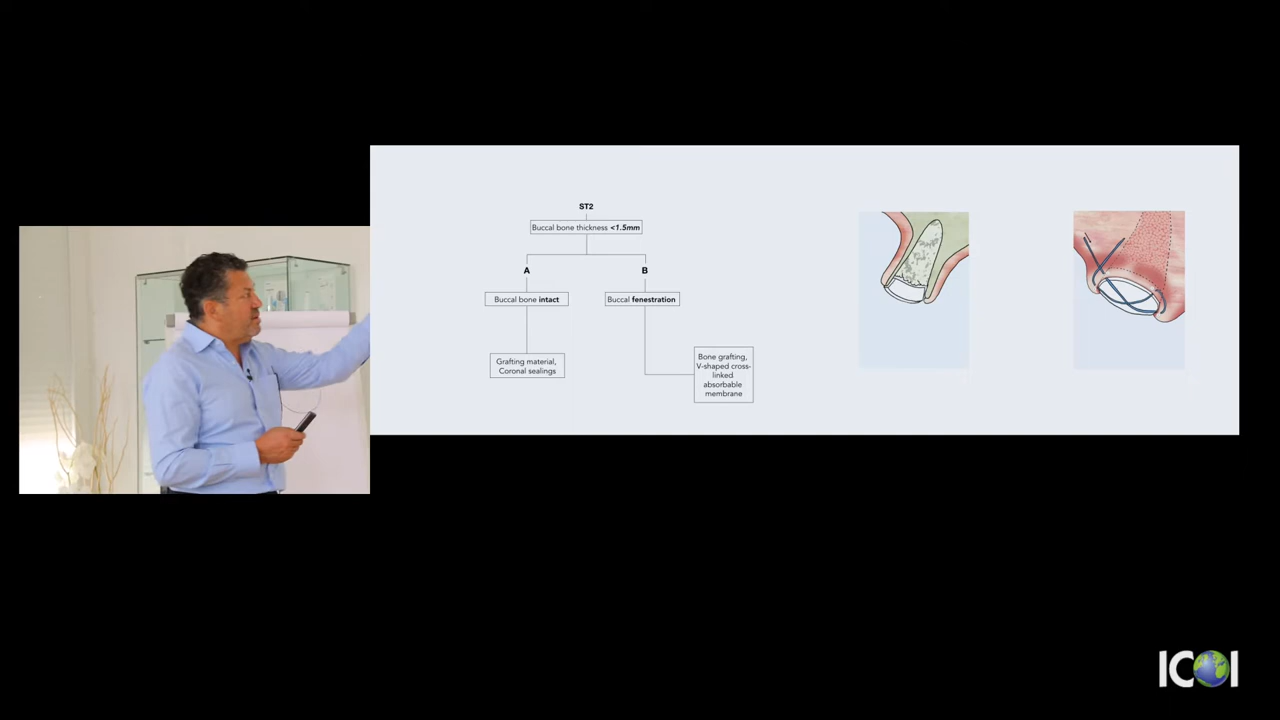 ST2
Buccal bone thickness <1.5mm
A
B
Buccal bone intact
Buccal fenestration
Grafting material,
Coronal sealings
Bone grafting,
V-shaped cross-
linked
absorbable
membrane
ICOI